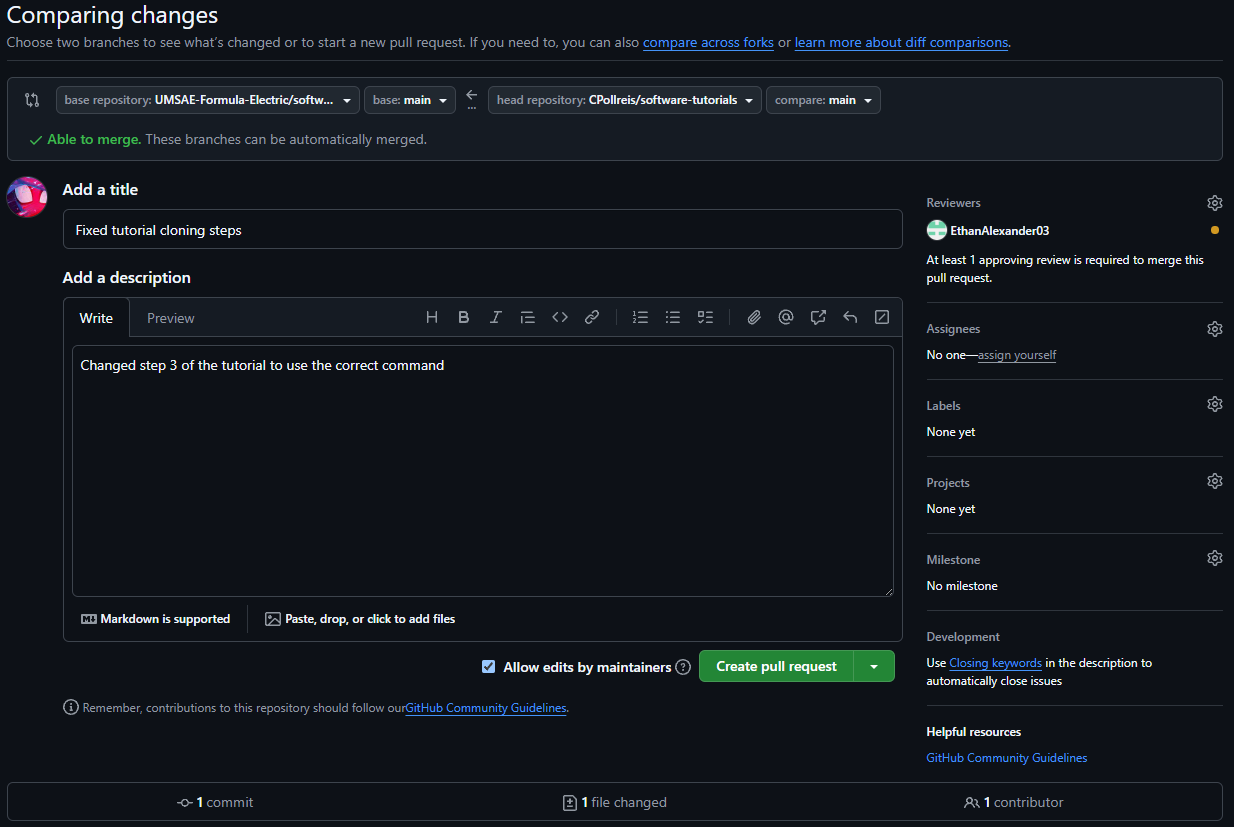 Comparing changes
Choose two branches to see what's changed or to start a new pull request. If you need to, you can also compare across forks or learn more about diff comparisons.
base repository: UMSAE-Formula-Electric/softw... base: main head repository: CPollreis/software-tutorials compare: main
Able to merge. These branches can be automatically merged.
Add a title
Fixed tutorial cloning steps
Add a description
Write Preview
Changed step 3 of the tutorial to use the correct command
Markdown is supported Paste, drop, or click to add files
Allow edits by maintainers Create pull request
Remember, contributions to this repository should follow ourGitHub Community Guidelines.
Reviewers
EthanAlexander03
At least 1 approving review is required to merge this
pull request.
Assignees
No one—assign yourself
Labels
None yet
Projects
None yet
Milestone
No milestone
Development
Use Closing keywords in the description to
automatically close issues
Helpful resources
GitHub Community Guidelines
1 commit 1 file changed 1 contributor